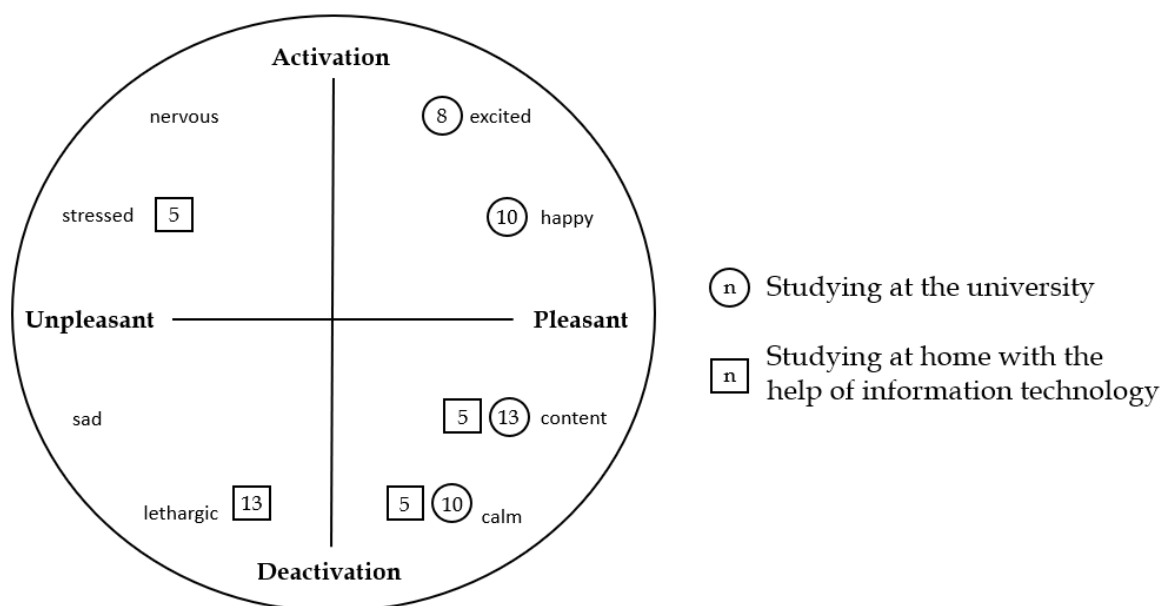 Activation
nervous
8 excited
stressed 5
10 happy
Unpleasant
Pleasant
sad
5 13 content
lethargic 13
5 10 calm
Deactivation
n Studying at the university
n Studying at home with the
help of information technology